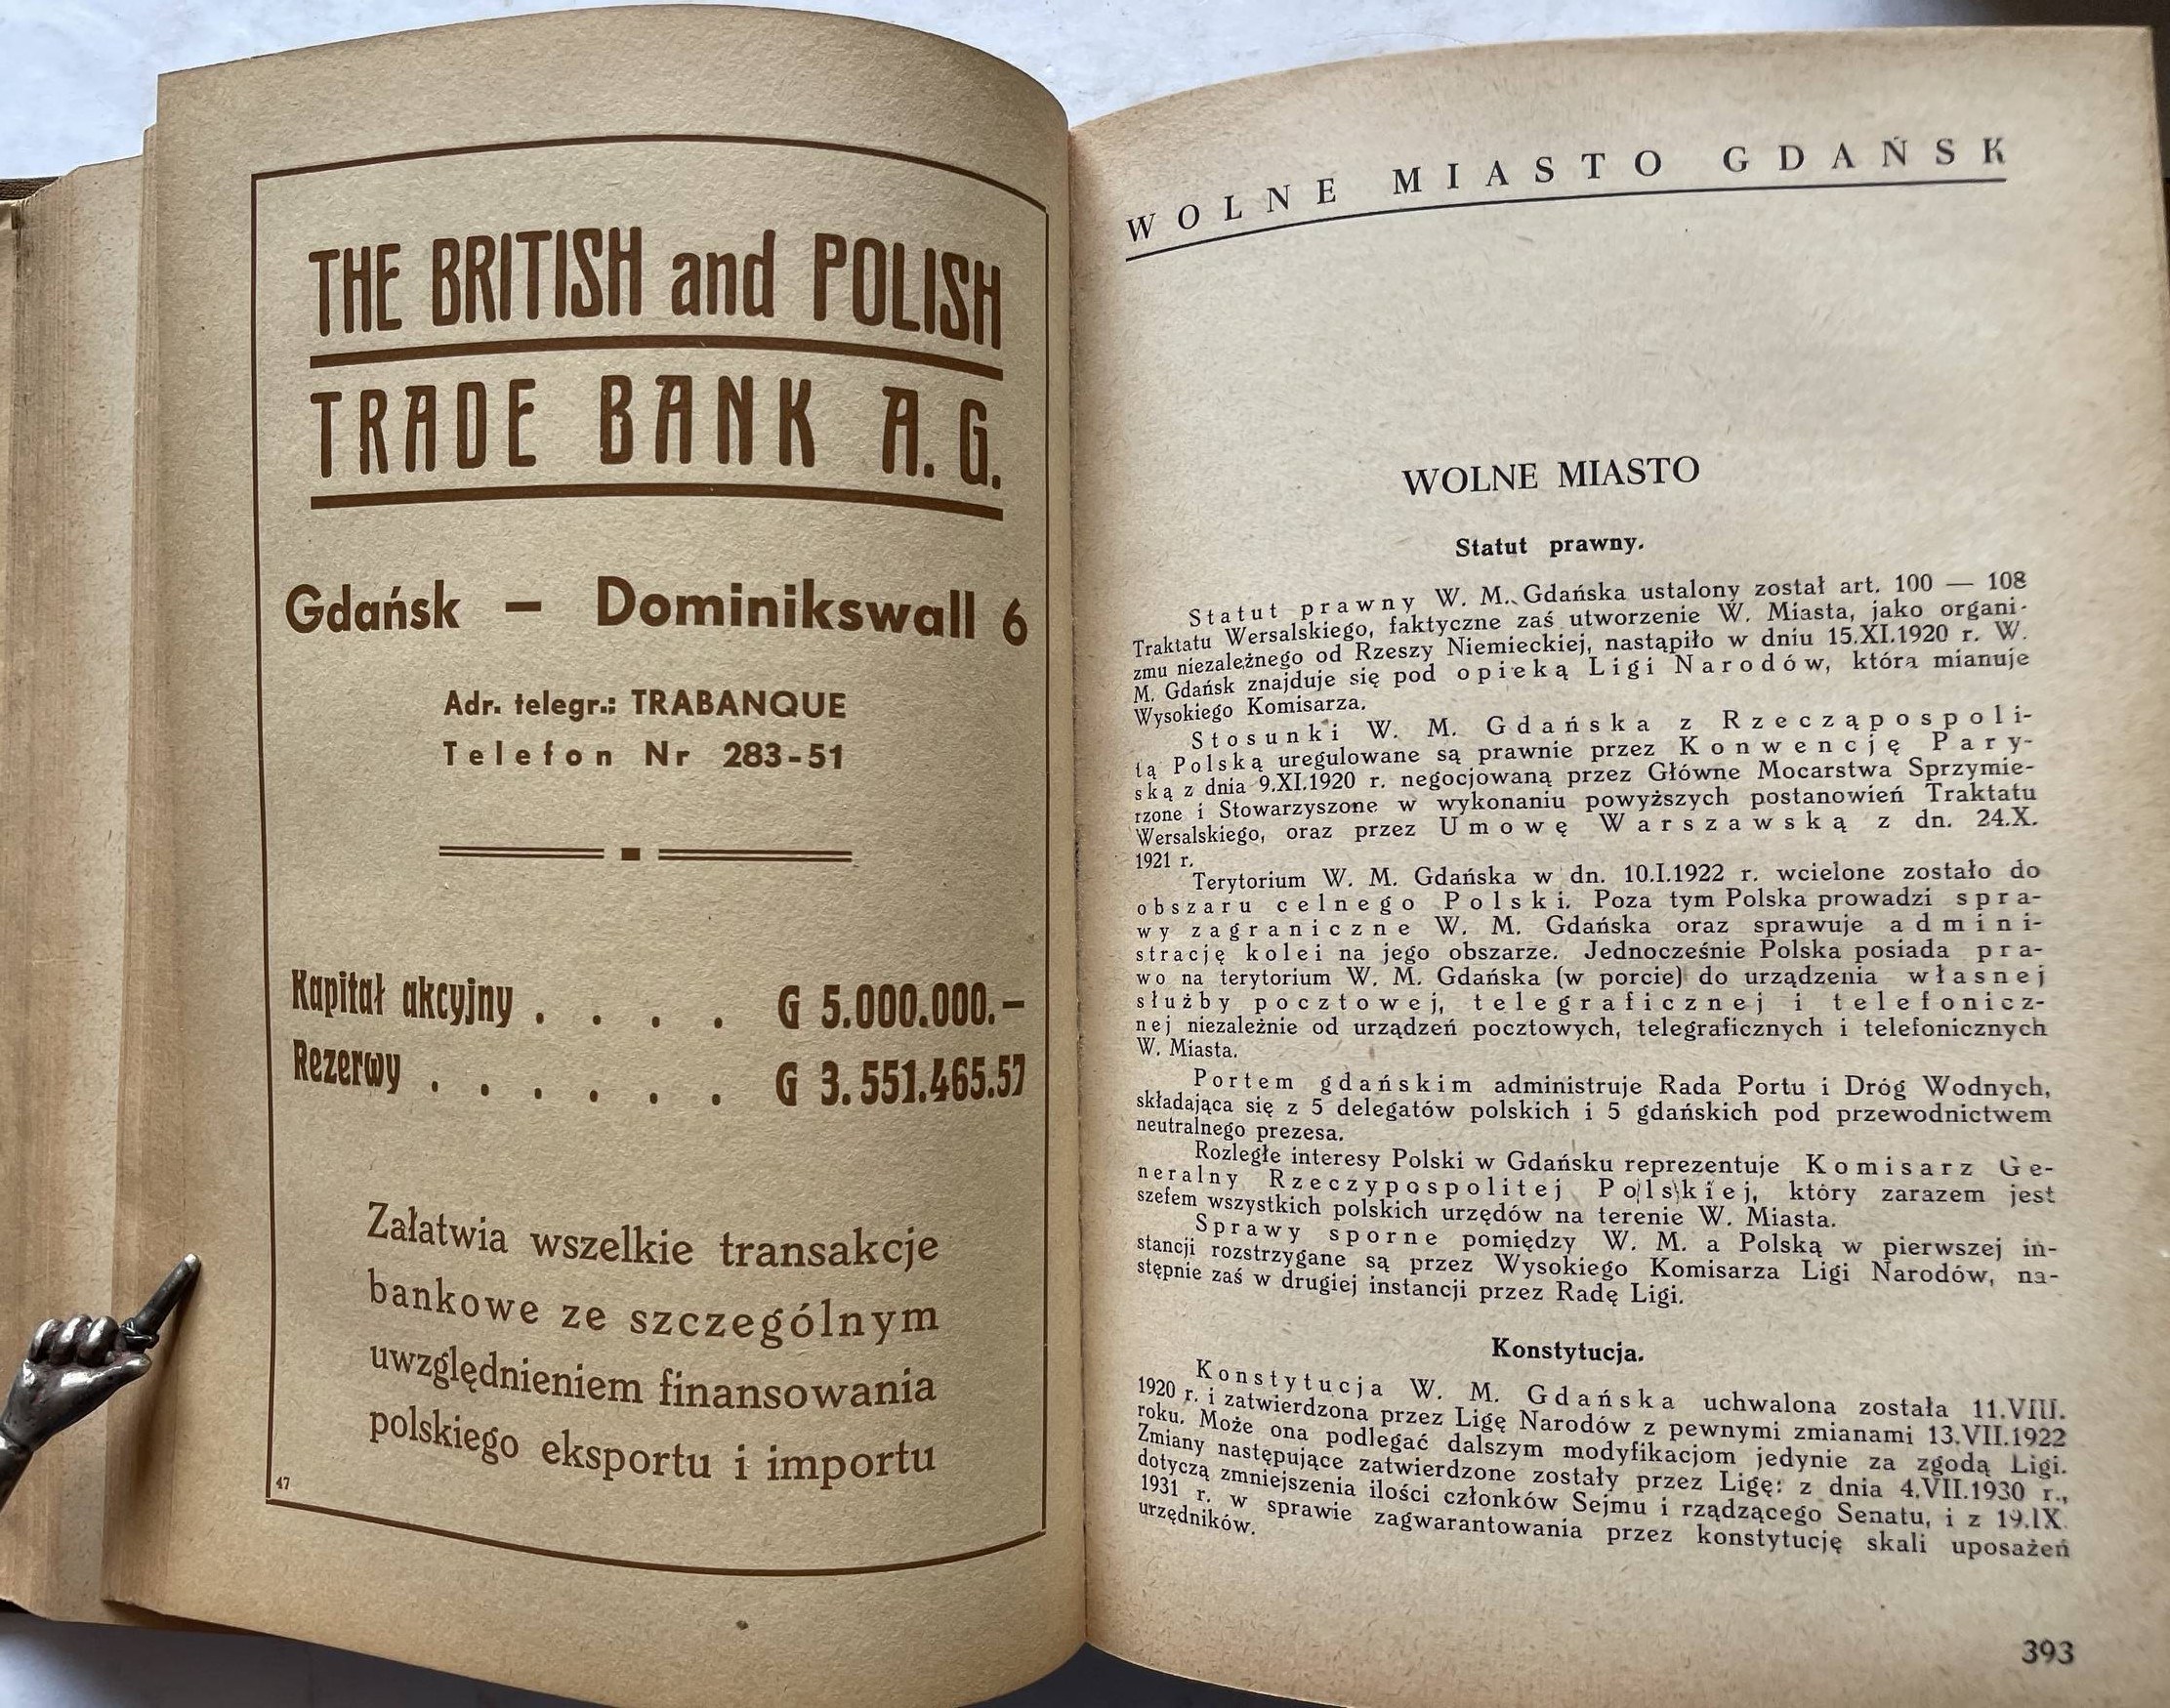 THE BRITISH and POLISH
TRADE BANK A. G.
Gdańsk – Dominikswall 6
Adr. telegr.: TRABANQUE
Telefon Nr 283-51
Kapitał akcyjny . . . . G 5.000.000.–
Rezerwy . . . . . . G 3.551.465.57
Załatwia wszelkie transakcje
bankowe ze szczególnym
uwzględnieniem finansowania
polskiego eksportu i importu
47
WOLNE MIASTO GDAŃSK
WOLNE MIASTO
Statut prawny.
Statut prawny W. M. Gdańska ustalony został art. 100 — 108
Traktatu Wersalskiego, faktyczne zaś utworzenie W. Miasta, jako organi-
zmu niezależnego od Rzeszy Niemieckiej, nastąpiło w dniu 15.XI.1920 r. W.
M. Gdańsk znajduje się pod opieką Ligi Narodów, która mianuje
Wysokiego Komisarza.
Stosunki W. M. Gdańska z Rzecząpospoli-
tą Polską uregulowane są prawnie przez Konwencję Pary-
ską z dnia 9.XI.1920 r. negocjowaną przez Główne Mocarstwa Sprzymie-
rzone i Stowarzyszone w wykonaniu powyższych postanowień Traktatu
Wersalskiego, oraz przez Umowę Warszawską z dn. 24.X.
1921 r.
Terytorium W. M. Gdańska w dn. 10.I.1922 r. wcielone zostało do
obszaru celnego Polski. Poza tym Polska prowadzi spra-
wy zagraniczne W. M. Gdańska oraz sprawuje admini-
strację kolei na jego obszarze. Jednocześnie Polska posiada pra-
wo na terytorium W. M. Gdańska (w porcie) do urządzenia własnej
służby pocztowej, telegraficznej i telefonicz-
nej niezależnie od urządzeń pocztowych, telegraficznych i telefonicznych
W. Miasta.
Portem gdańskim administruje Rada Portu i Dróg Wodnych,
składająca się z 5 delegatów polskich i 5 gdańskich pod przewodnictwem
neutralnego prezesa.
Rozległe interesy Polski w Gdańsku reprezentuje Komisarz Ge-
neralny Rzeczypospolitej Polskiej, który zarazem jest
szefem wszystkich polskich urzędów na terenie W. Miasta.
Sprawy sporne pomiędzy W. M. a Polską w pierwszej in-
stancji rozstrzygane są przez Wysokiego Komisarza Ligi Narodów, na-
stępnie zaś w drugiej instancji przez Radę Ligi.
Konstytucja.
Konstytucja W. M. Gdańska uchwalona została 11.VIII.
1920 r. i zatwierdzona przez Ligę Narodów z pewnymi zmianami 13.VII.1922
roku. Może ona podlegać dalszym modyfikacjom jedynie za zgodą Ligi.
Zmiany następujące zatwierdzone zostały przez Ligę: z dnia 4.VII.1930 r.,
dotyczą zmniejszenia ilości członków Sejmu i rządzącego Senatu, i z 19.IX.
1931 r. w sprawie zagwarantowania przez konstytucję skali uposażeń
urzędników.
393